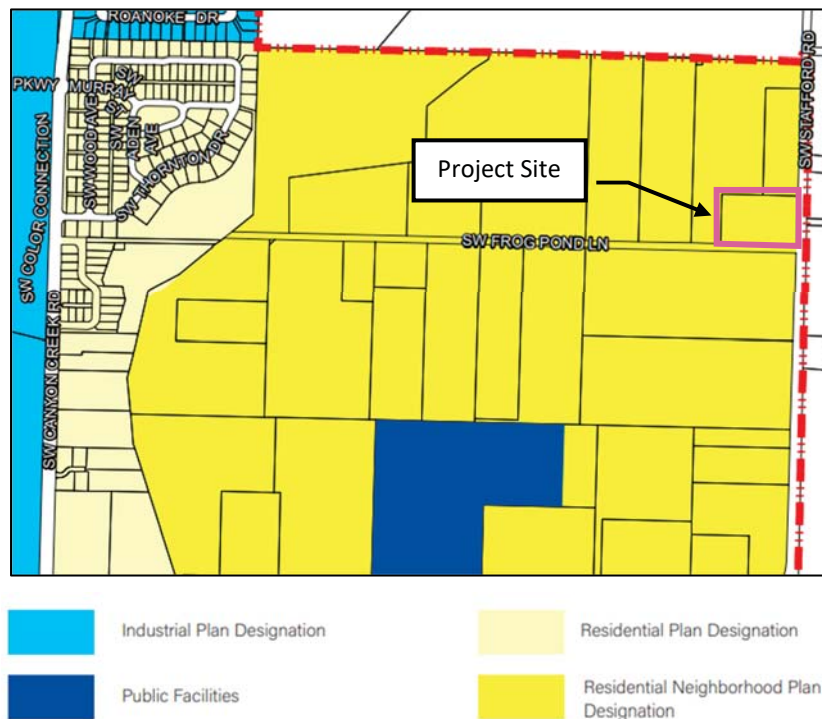 ROANOKE DR
PKWY MURRAY ST
SW
SW WOOD AVE
SW ADEN AVE
SW THORNTON DR
SW STAFFORD RD
Project Site
SW FROG POND LN
SW COLOR CONNECTION
SW CANYON CREEK RD
Industrial Plan Designation
Residential Plan Designation
Public Facilities
Residential Neighborhood Plan
Designation